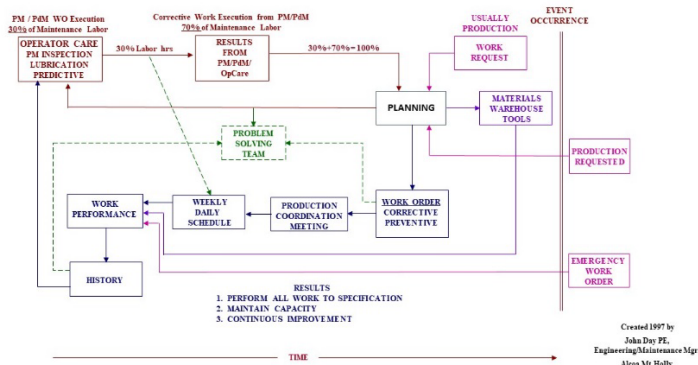 PM / PdM WO Execution
30% of Maintenance Labor
Corrective Work Execution from PM/PdM
70% of Maintenance Labor
USUALLY
PRODUCTION
EVENT
OCCURRENCE
OPERATOR CARE
PM INSPECTION
LUBRICATION
PREDICTIVE
30% Labor hrs
RESULTS
FROM
PM/PdM/
OpCare
30%+70%=100%
WORK
REQUEST
PLANNING
MATERIALS
WAREHOUSE
TOOLS
PROBLEM
SOLVING
TEAM
PRODUCTION
REQUESTED
WORK
PERFORMANCE
WEEKLY
DAILY
SCHEDULE
PRODUCTION
COORDINATION
MEETING
WORK ORDER
CORRECTIVE
PREVENTIVE
HISTORY
EMERGENCY
WORK
ORDER
RESULTS
1. PERFORM ALL WORK TO SPECIFICATION
2. MAINTAIN CAPACITY
3. CONTINUOUS IMPROVEMENT
TIME
Created 1997 by
John Day PE,
Engineering/Maintenance Mgr
Alcoa Mt Holly